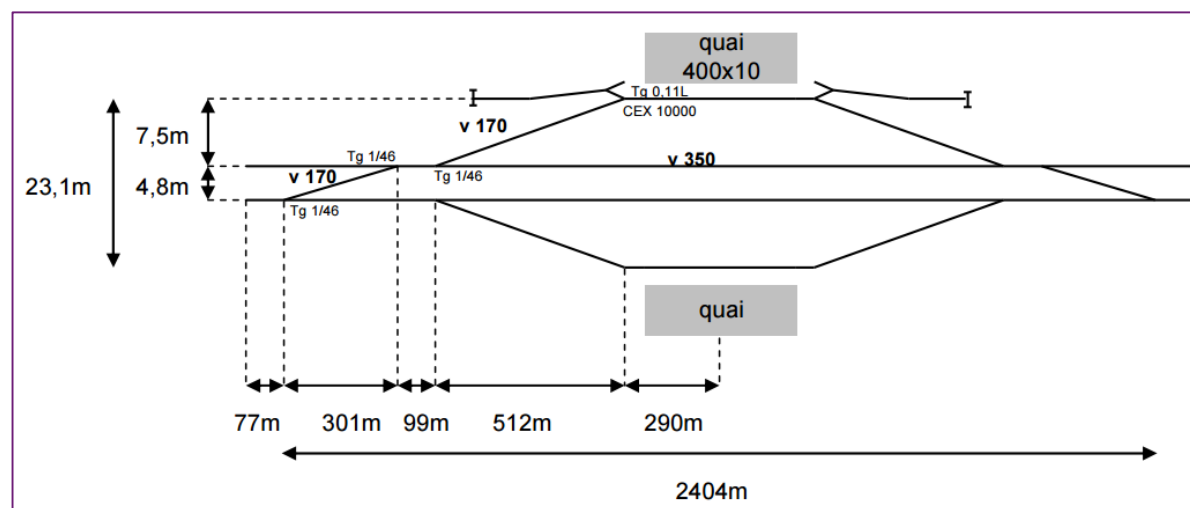 quai
400x10
Tg 0,11L
CEX 10000
v 170
7,5m
Tg 1/46
v 350
23,1m
4,8m
v 170
Tg 1/46
Tg 1/46
quai
77m
301m
99m
512m
290m
2404m